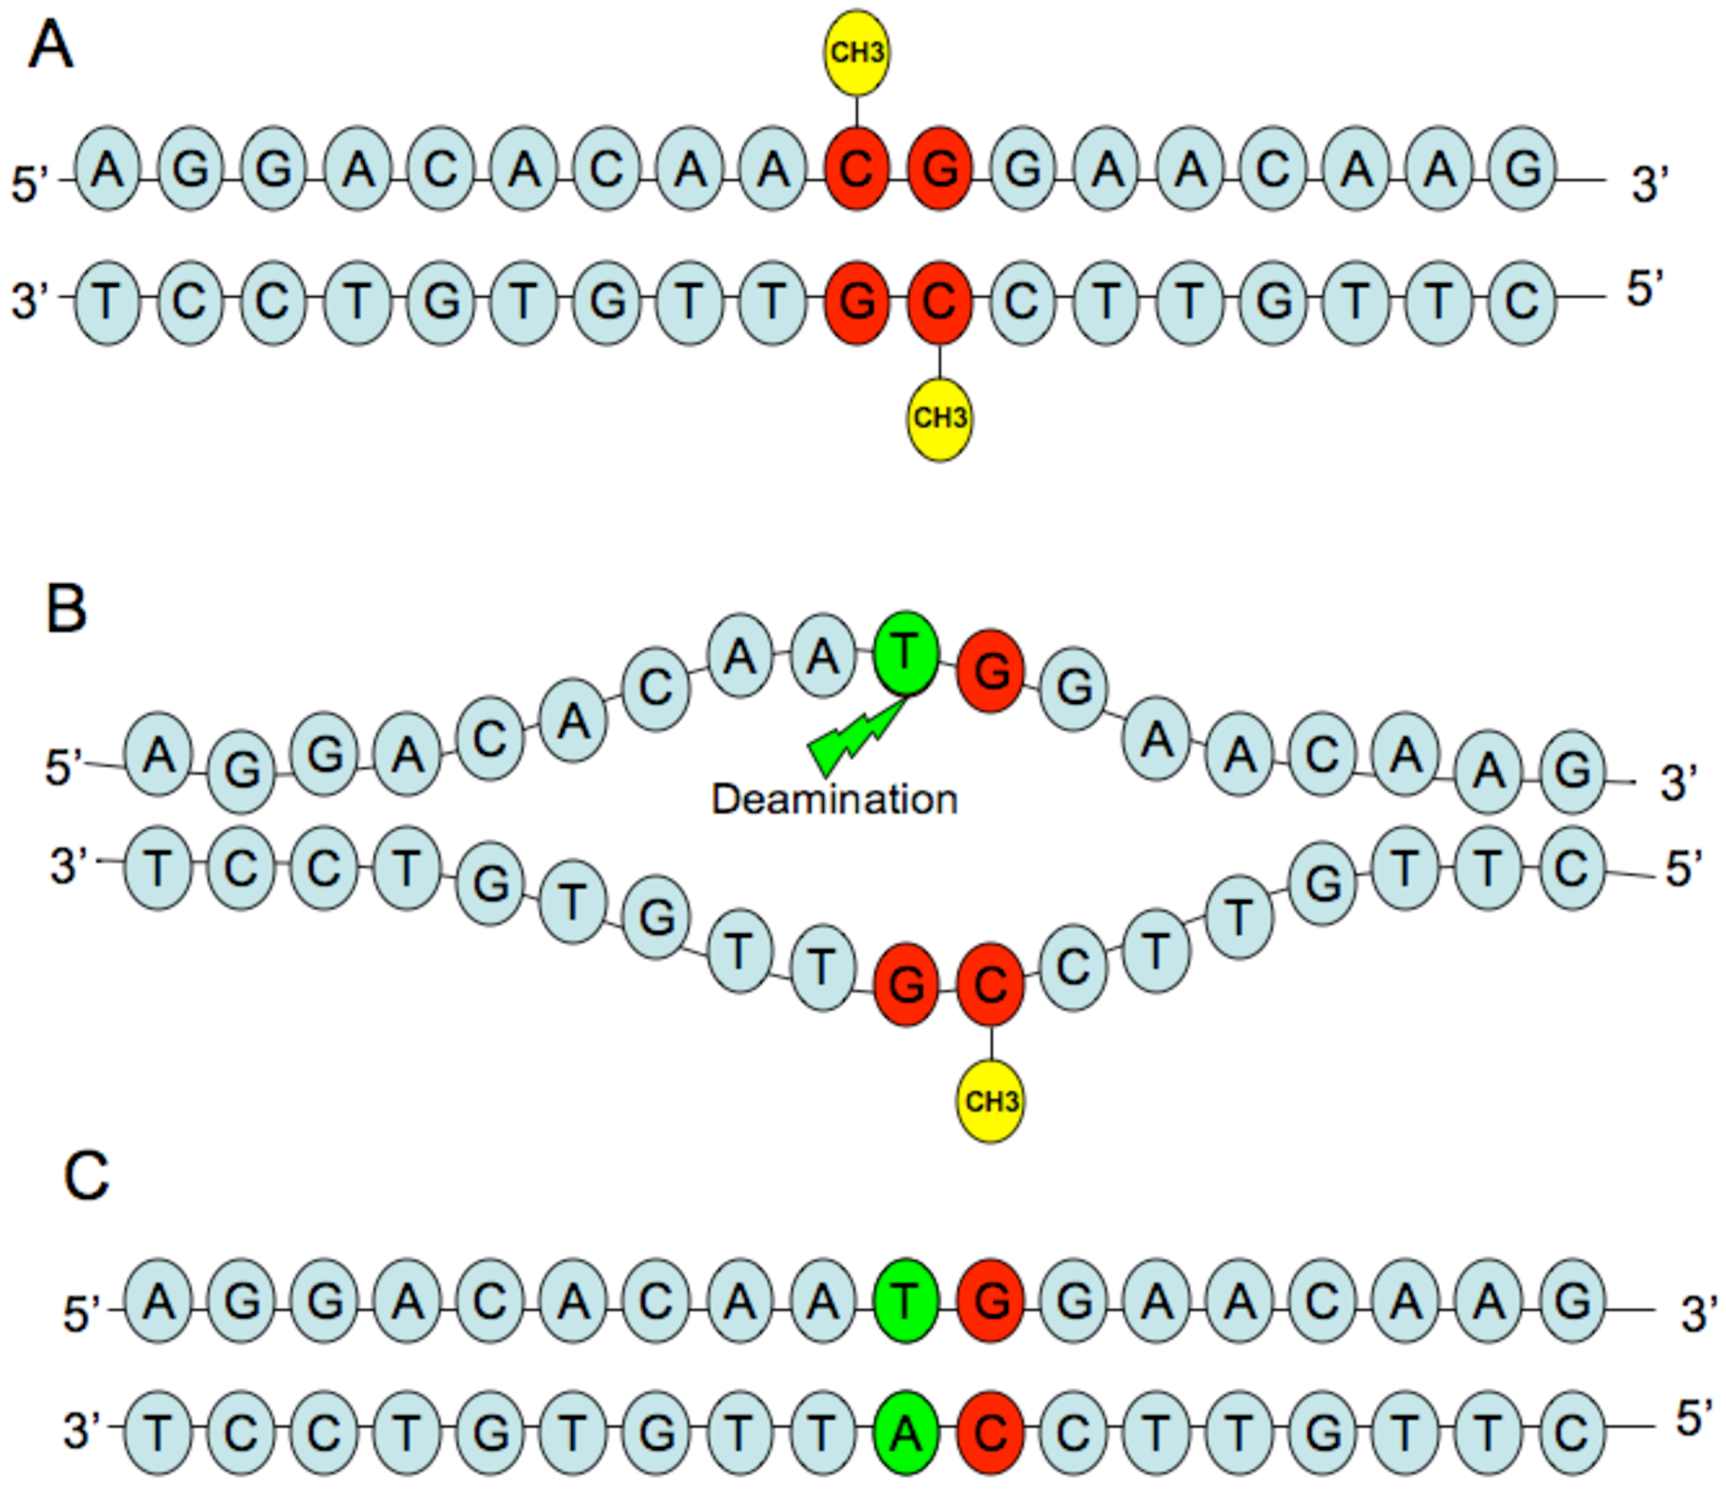 A
CH3
5’ A G G A C A C A A C G G A A C A A G 3’
3’ T C C T G T G T T G C C T T G T T C 5’
CH3
B
5’ A G G A C A C A A T G G A A C A A G 3’
Deamination
3’ T C C T G T G T T G C C T T G T T C 5’
CH3
C
5’ A G G A C A C A A T G G A A C A A G 3’
3’ T C C T G T G T T A C C T T G T T C 5’